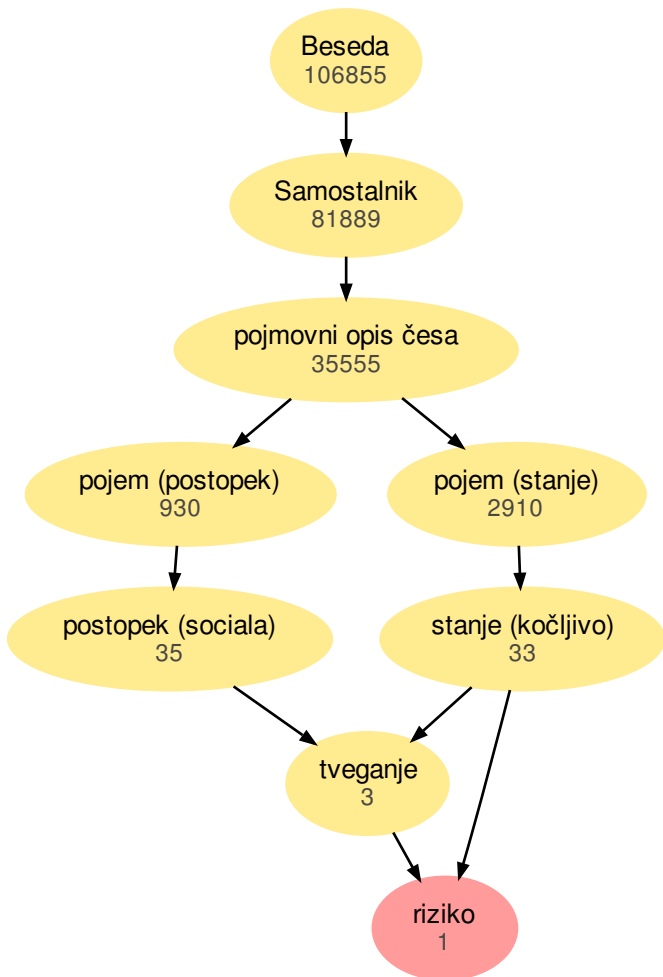 Beseda
106855
Samostalnik
81889
pojmovni opis česa
35555
pojem (postopek)
930
pojem (stanje)
2910
postopek (sociala)
35
stanje (kočljivo)
33
tveganje
3
riziko
1